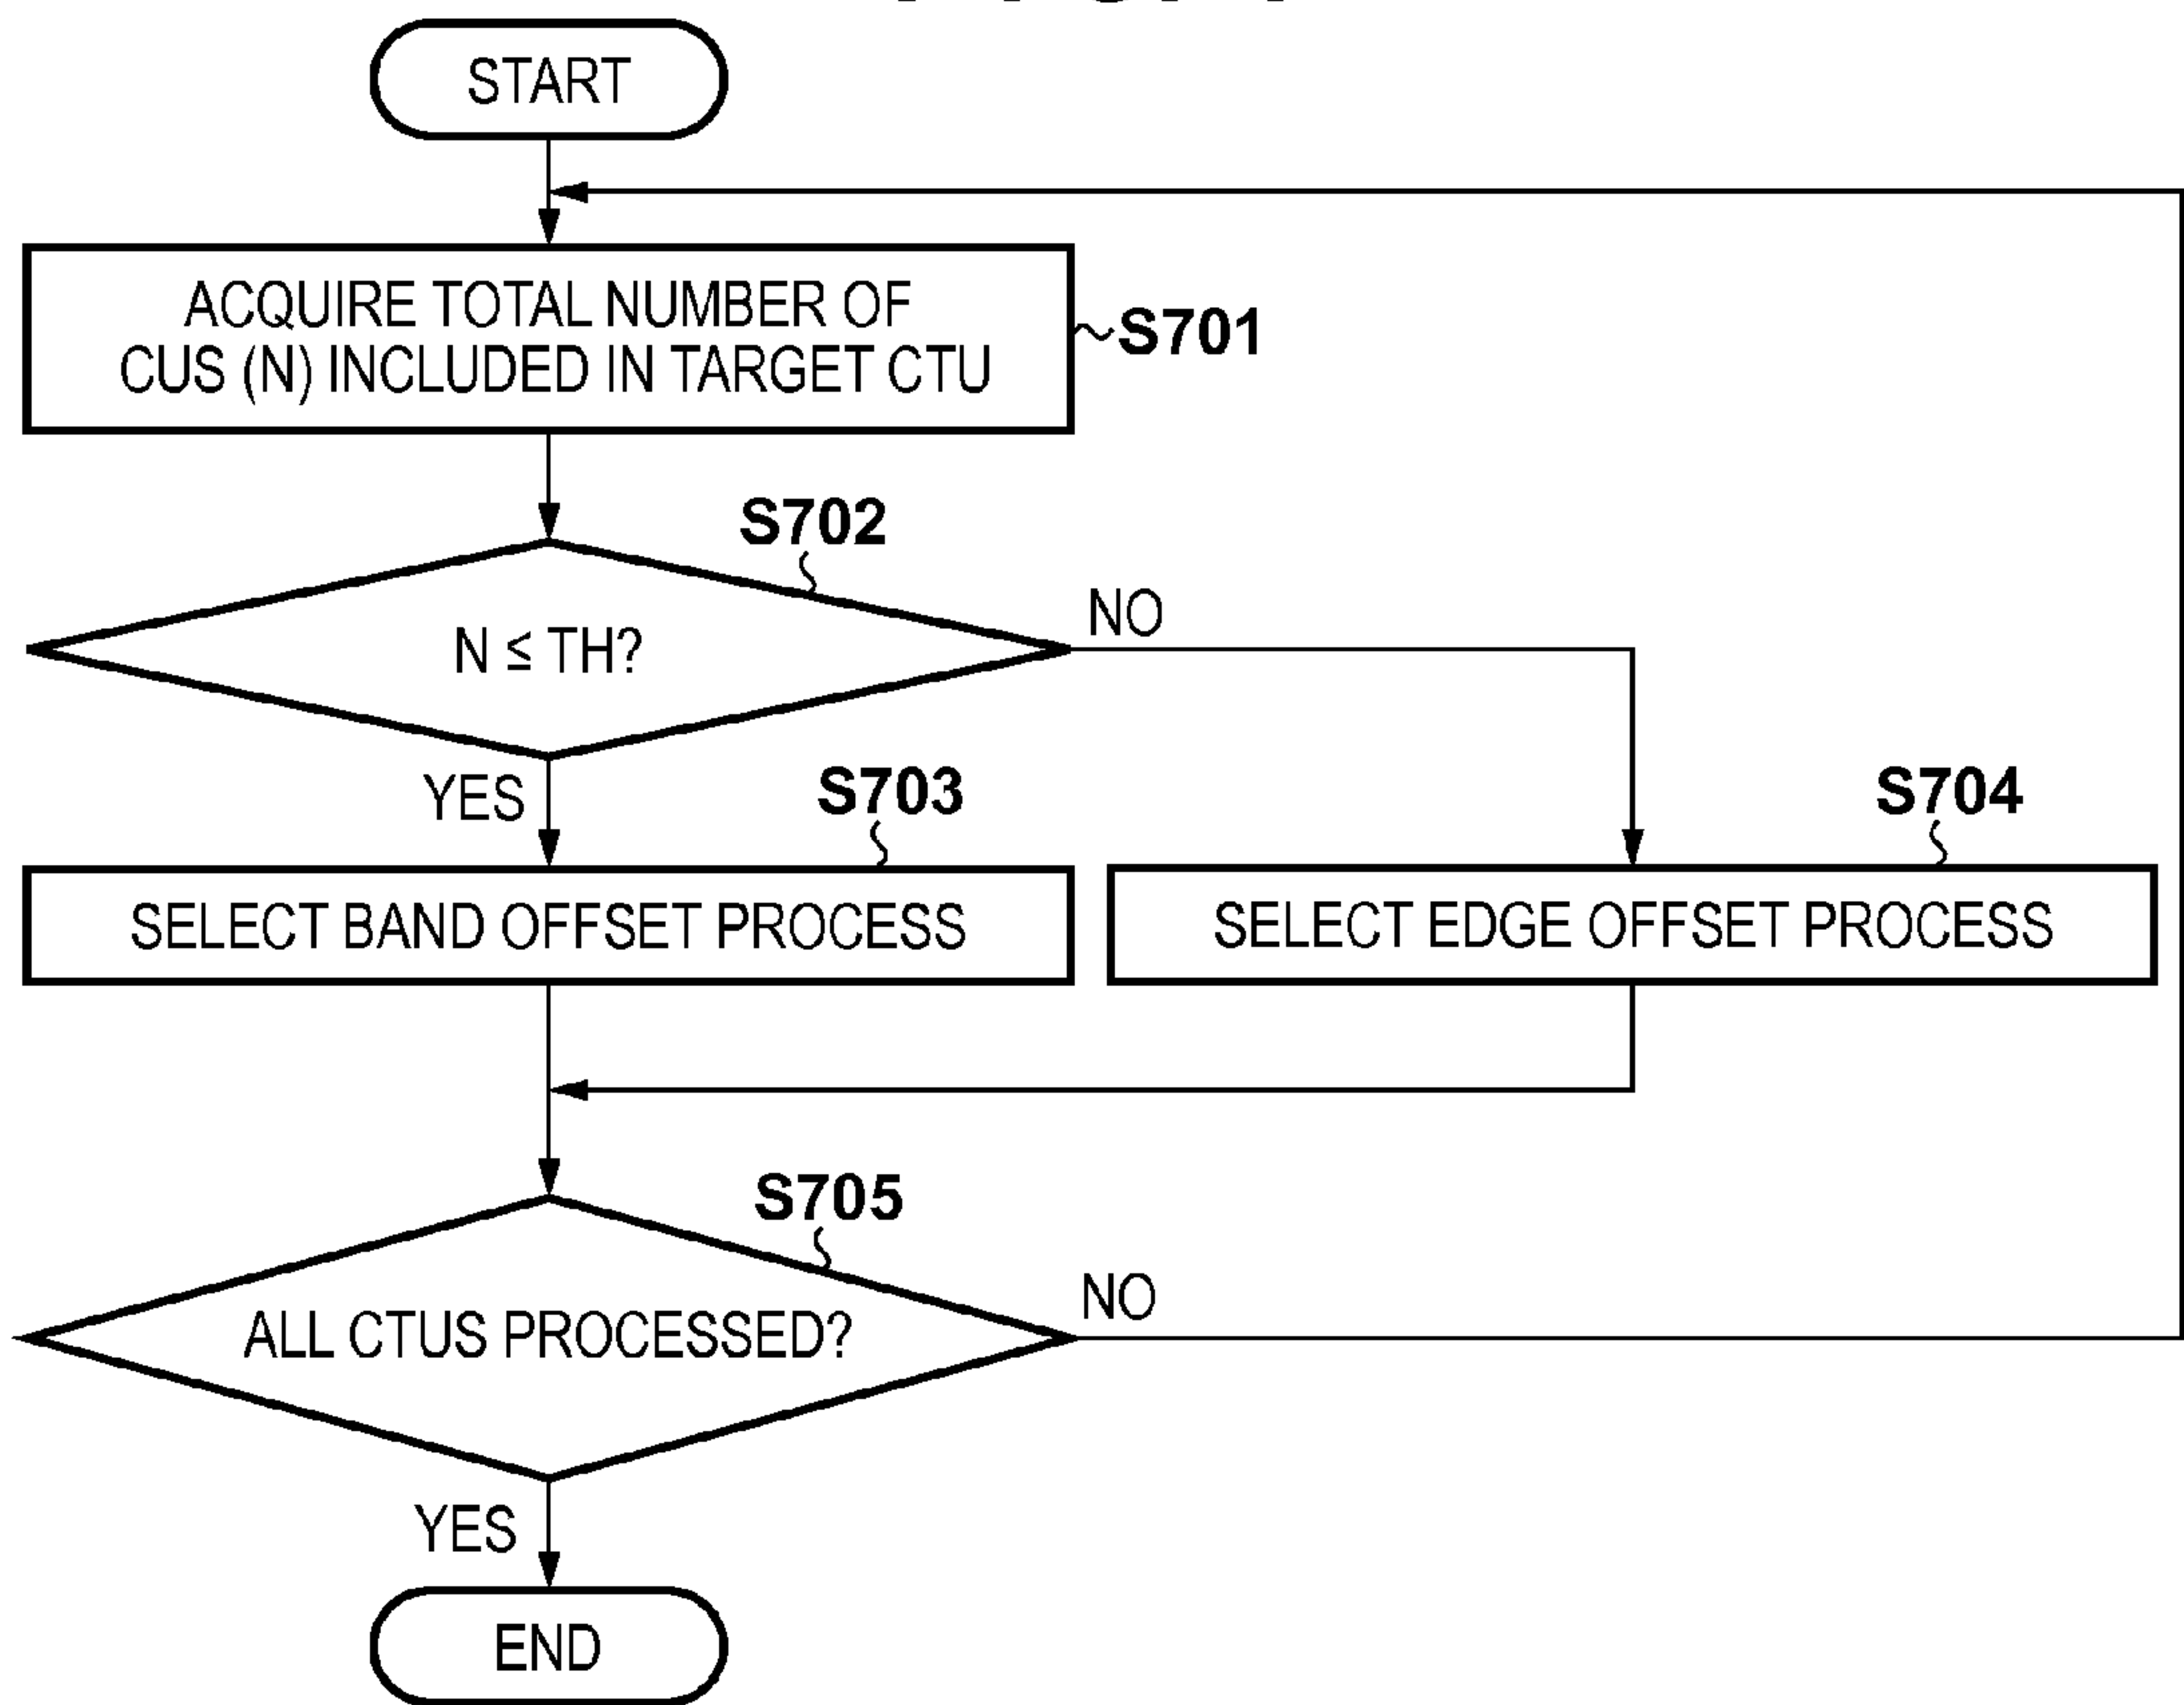 START
ACQUIRE TOTAL NUMBER OF
CUS (N) INCLUDED IN TARGET CTU
S701
S702
N ≤ TH?
NO
YES
S703
S704
SELECT BAND OFFSET PROCESS
SELECT EDGE OFFSET PROCESS
S705
ALL CTUS PROCESSED?
NO
YES
END